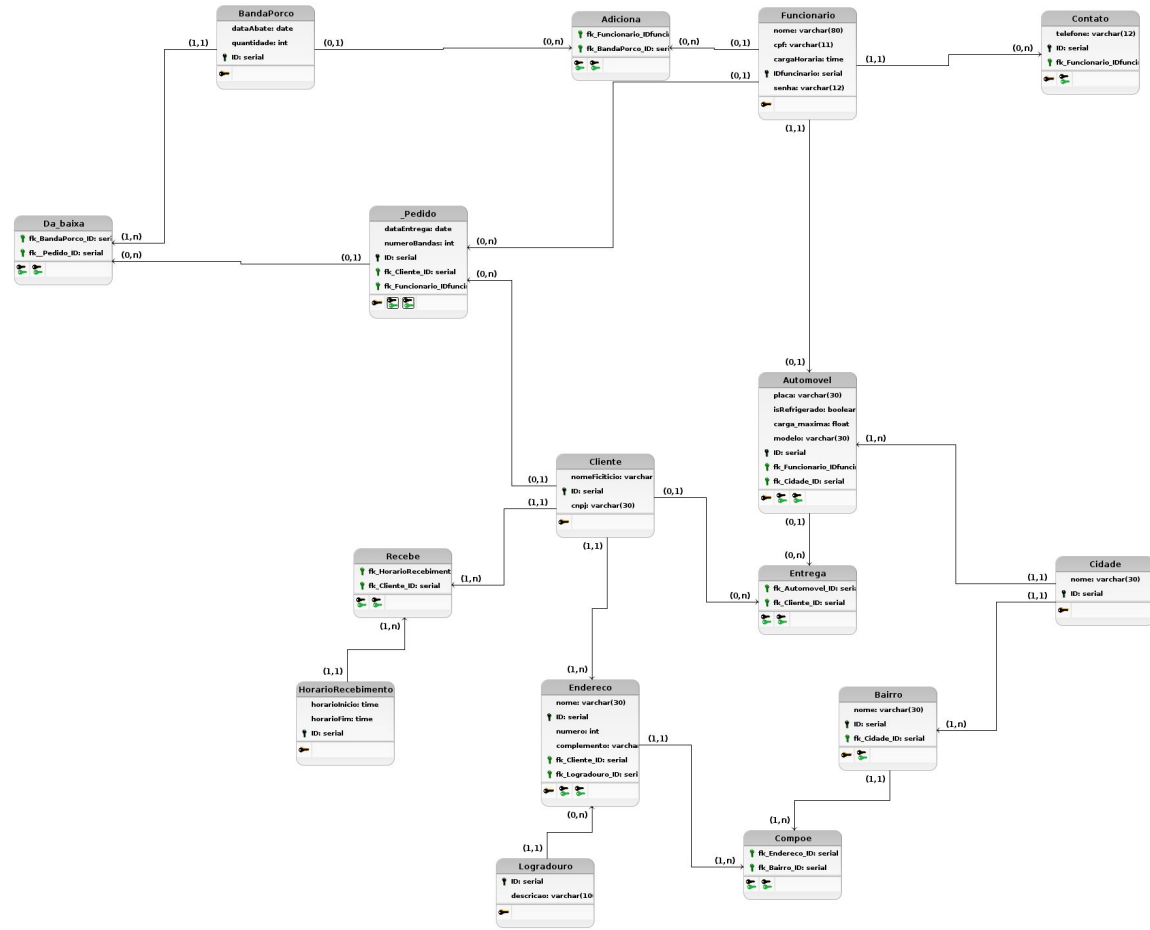 BandaPorco
dataAbate: date
quantidade: int
ID: serial
(1,1)
(0,1)
(0,n)
Adiciona
fk_Funcionario_IDfunci
fk_BandaPorco_ID: ser
(0,n)
(0,1)
(0,1)
Funcionario
nome: varchar(80)
cpf: varchar(11)
cargaHoraria: time
IDfuncinario: serial
senha: varchar(12)
(1,1)
(1,1)
(0,n)
Contato
telefone: varchar(12)
ID: serial
fk_Funcionario_IDfunci
Da_baixa
fk_BandaPorco_ID: seri
fk__Pedido_ID: serial
(1,n)
(0,n)
(0,1)
_Pedido
dataEntrega: date
numeroBandas: int
ID: serial
fk_Cliente_ID: serial
fk_Funcionario_IDfunci
(0,n)
(0,n)
(0,1)
Automovel
placa: varchar(30)
isRefrigerado: boolear
carga_maxima: float
modelo: varchar(30)
ID: serial
fk_Funcionario_IDfunci
fk_Cidade_ID: serial
(1,n)
(0,1)
Cliente
nomeFiciticio: varchar
ID: serial
cnpj: varchar(30)
(0,1)
(1,1)
(0,1)
(1,1)
Recebe
fk_HorarioRecebiment
fk_Cliente_ID: serial
(1,n)
(1,n)
(0,n)
(0,n)
Entrega
fk_Automovel_ID: seri
fk_Cliente_ID: serial
Cidade
nome: varchar(30)
ID: serial
(1,1)
(1,1)
(1,1)
HorarioRecebimento
horarioInicio: time
horarioFim: time
ID: serial
(1,n)
Endereco
nome: varchar(30)
ID: serial
numero: int
complemento: varcha
fk_Cliente_ID: serial
fk_Logradouro_ID: seri
(1,1)
(0,n)
Bairro
nome: varchar(30)
ID: serial
fk_Cidade_ID: serial
(1,n)
(1,1)
(1,n)
(1,1)
Logradouro
ID: serial
descricao: varchar(10
(1,n)
Compoe
fk_Endereco_ID: serial
fk_Bairro_ID: serial